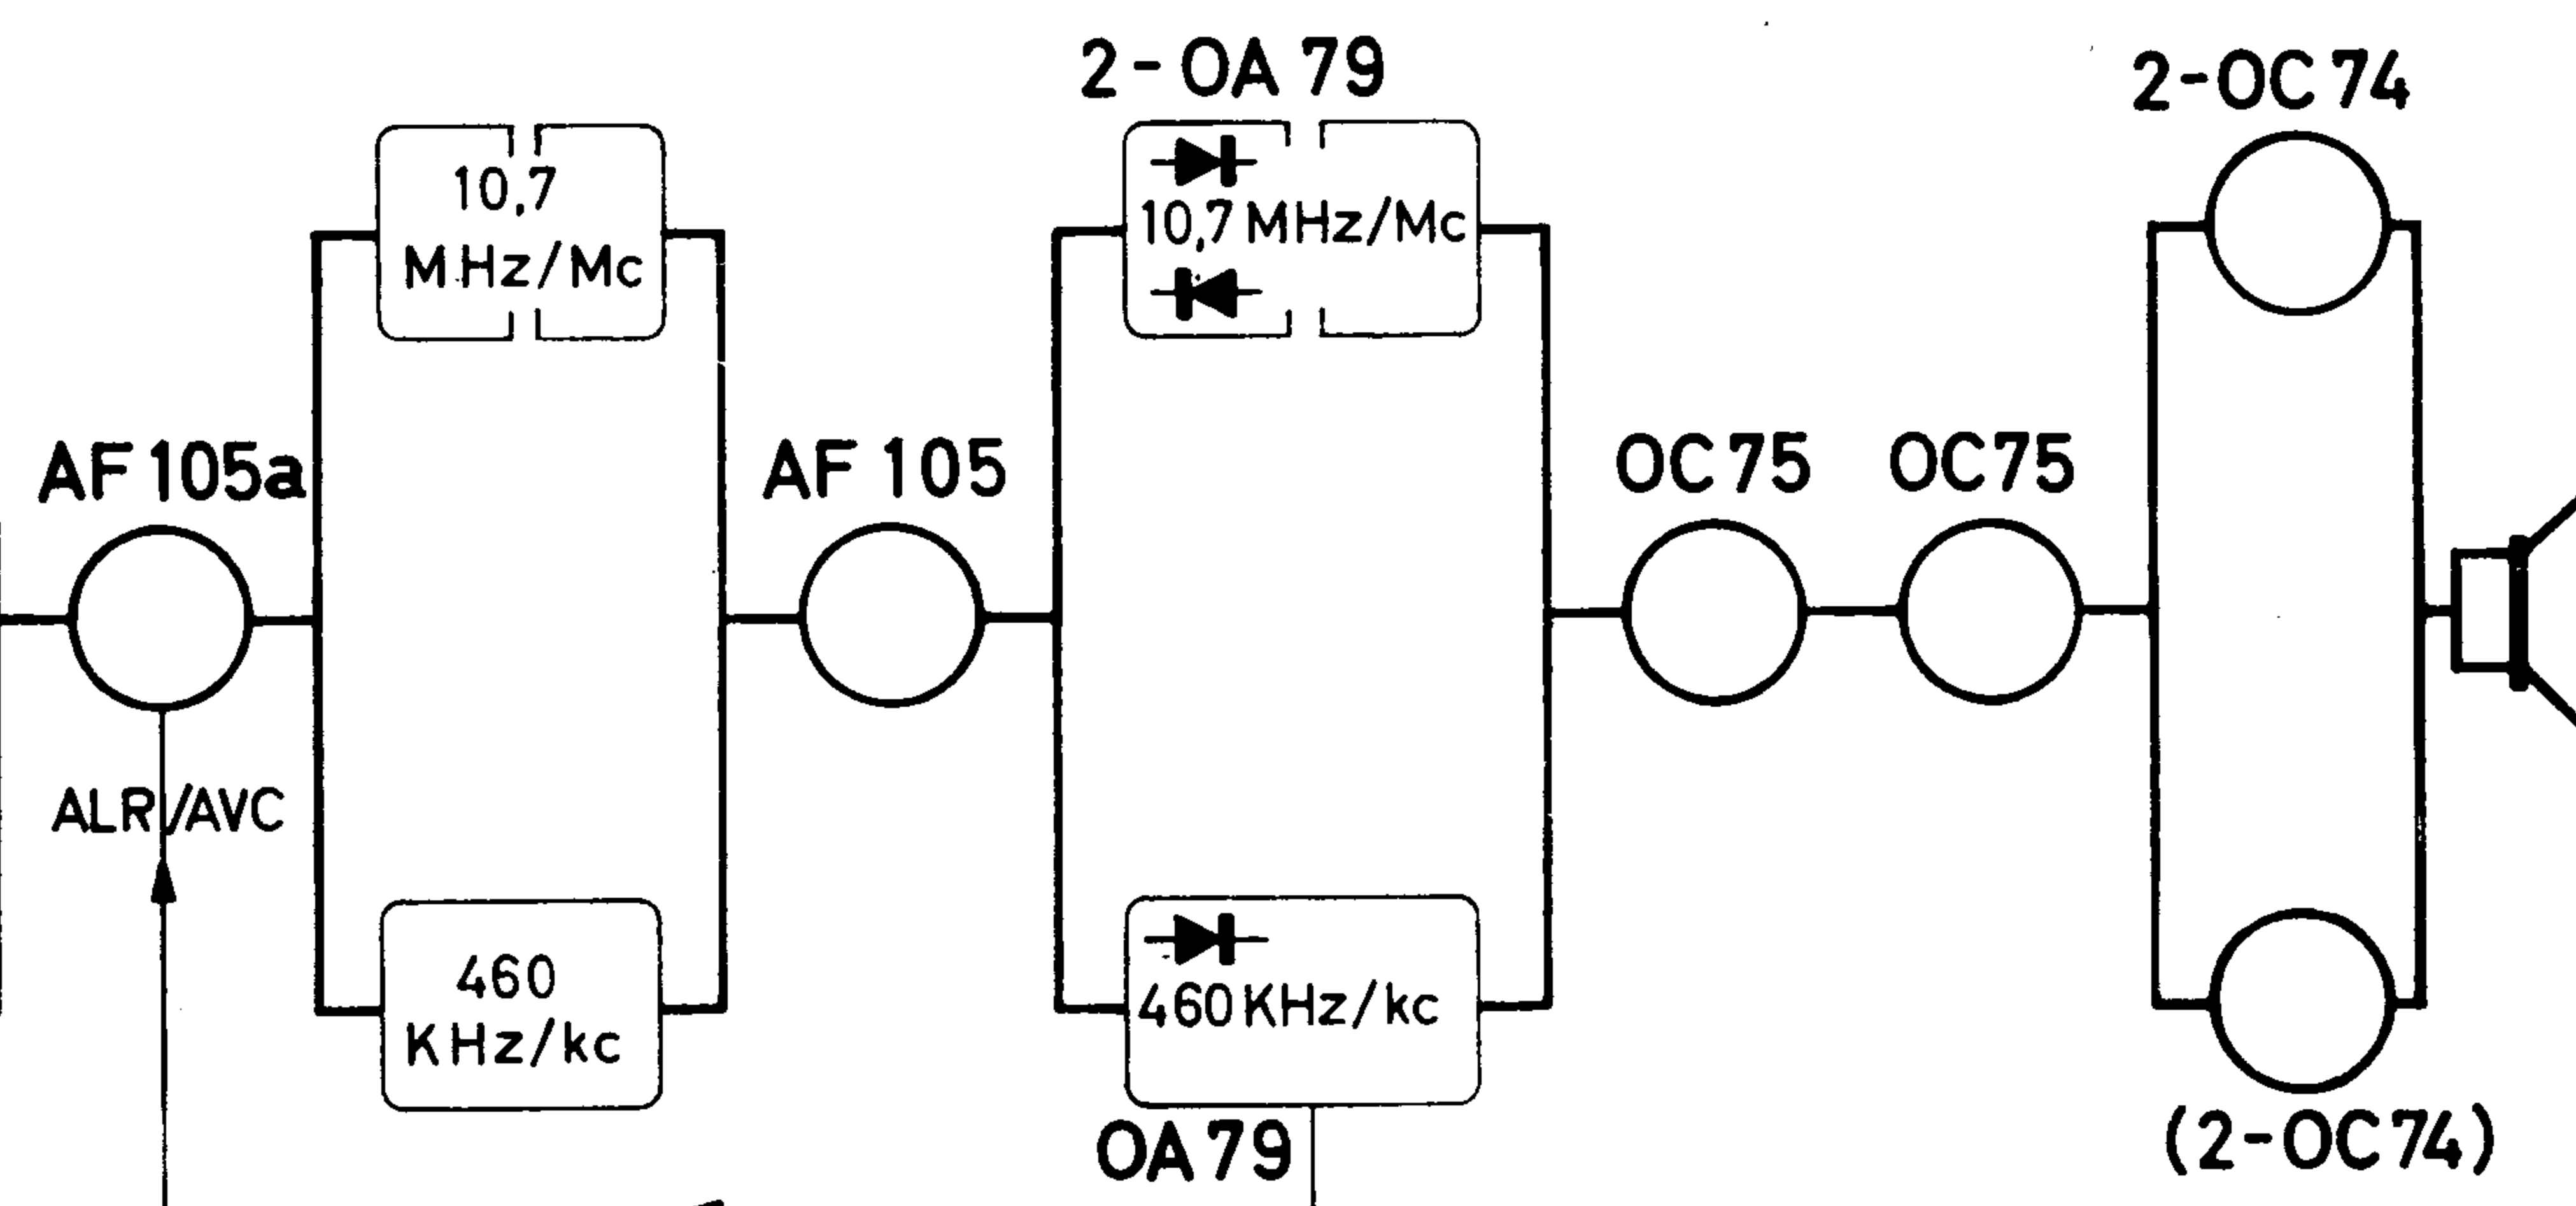 2-OA 79
2-OC 74
10,7
MHz/Mc
10,7 MHz/Mc
AF 105a
AF 105
OC 75
OC 75
ALR/AVC
460
KHz/kc
460 KHz/kc
OA 79
(2-OC 74)